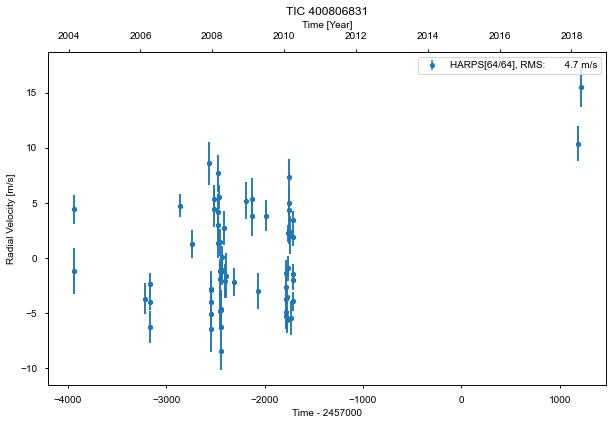 TIC 400806831
Time [Year]
2004 2006 2008 2010 2012 2014 2016 2018
HARPS[64/64], RMS: 4.7 m/s
Radial Velocity [m/s]
15
10
5
0
−5
−10
−4000 −3000 −2000 −1000 0 1000
Time - 2457000